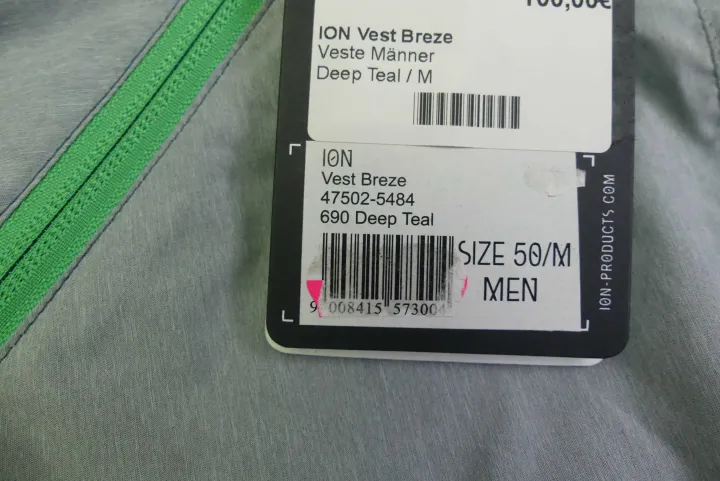 100,00€
ION Vest Breze
Veste Männer
Deep Teal / M
ION
Vest Breze
47502-5484
690 Deep Teal
SIZE 50/M
MEN
9 008415 573004
ION-PRODUCTS.COM